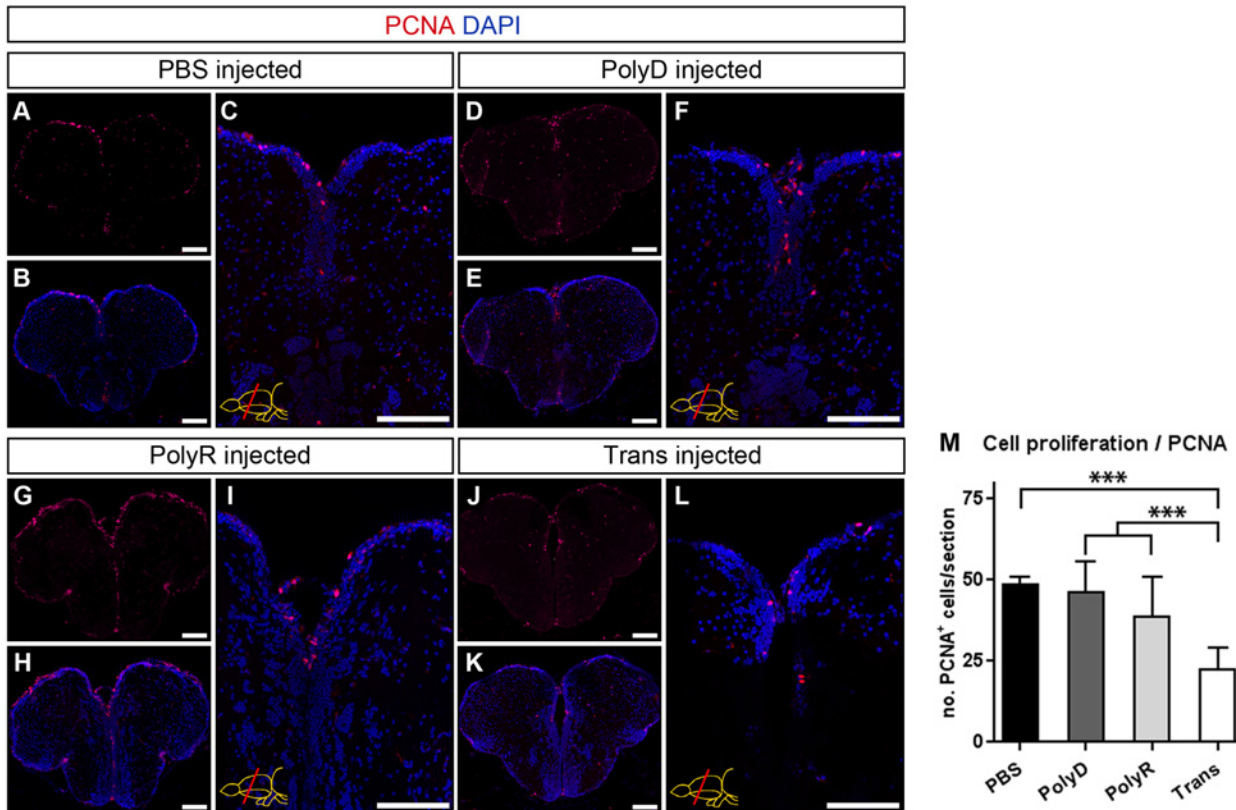 PCNA DAPI
PBS injected
PolyD injected
A
C
D
F
B
E
PolyR injected
Trans injected
G
I
J
L
H
K
M Cell proliferation / PCNA
***
***
75
50
25
0
no. PCNA⁺ cells/section
PBS
PolyD
PolyR
Trans